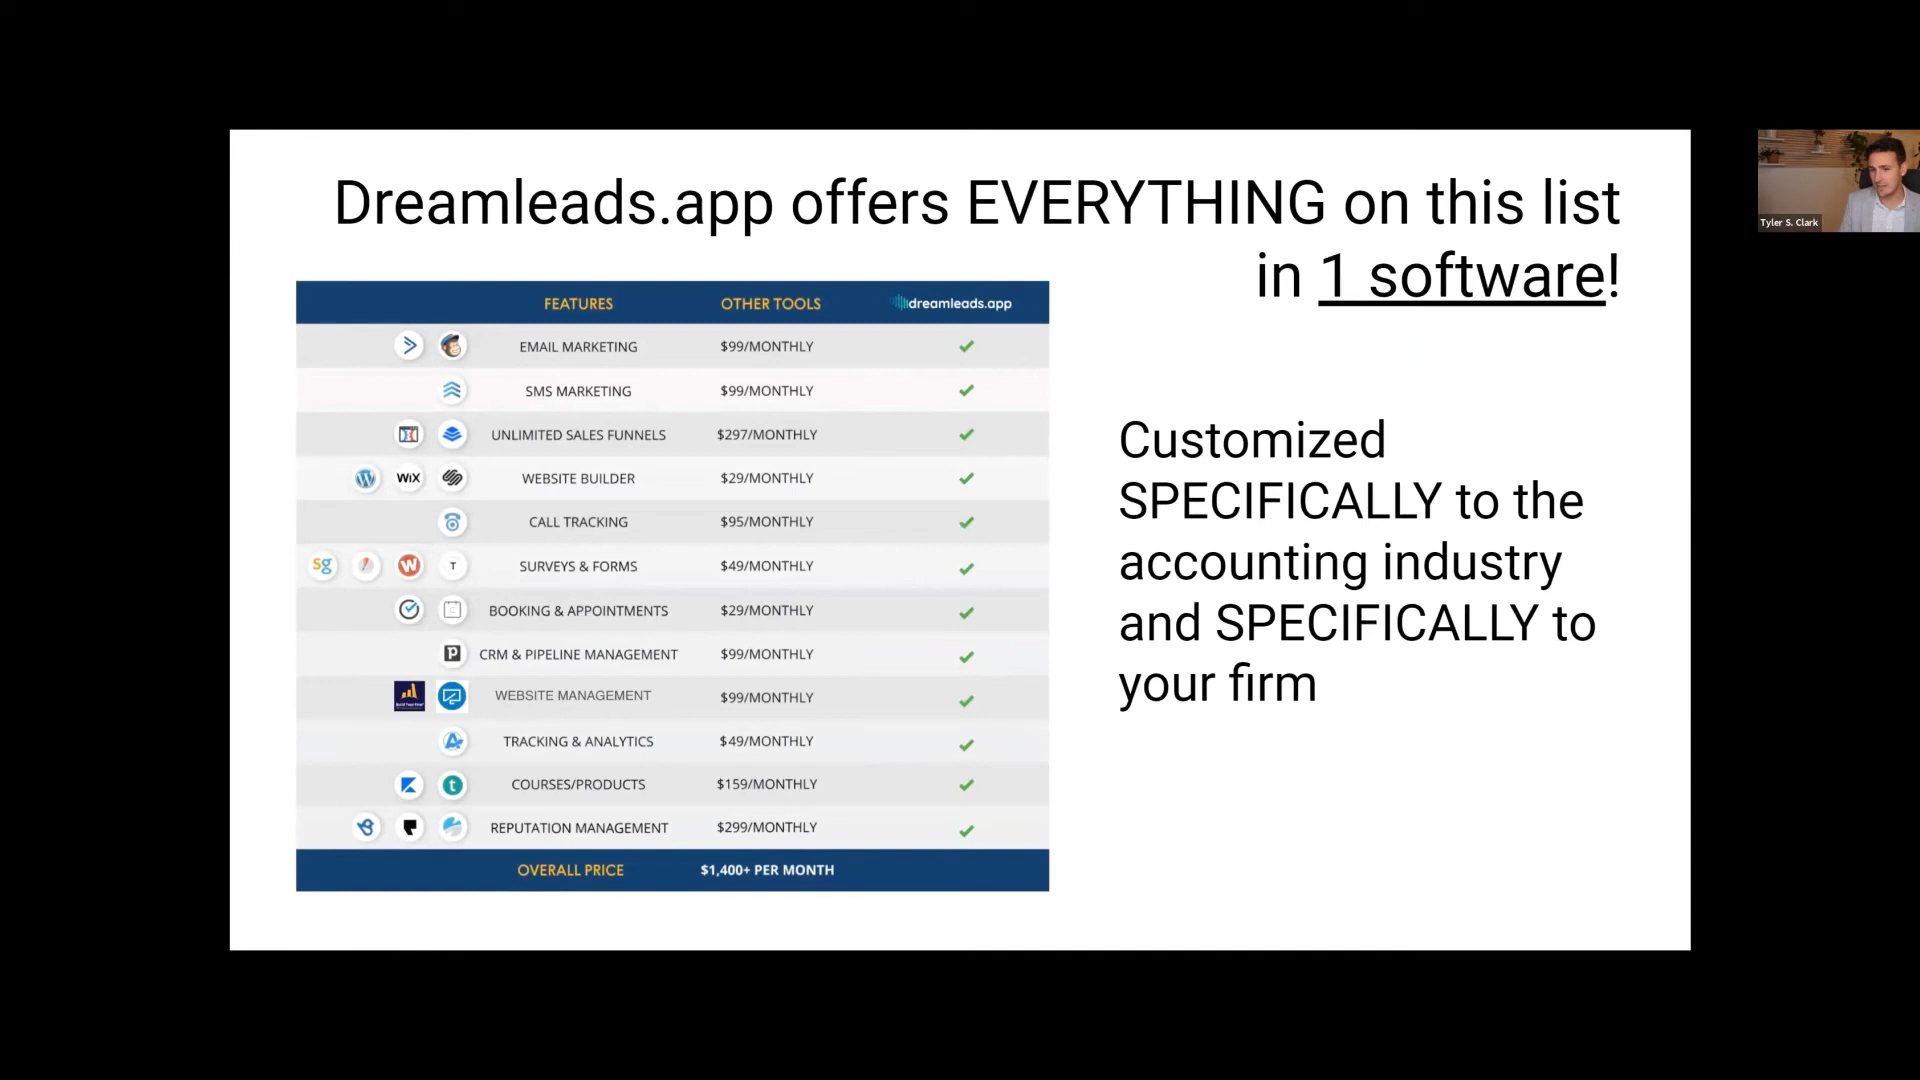 Dreamleads.app offers EVERYTHING on this list
in 1 software!
FEATURES OTHER TOOLS dreamleads.app
EMAIL MARKETING $99/MONTHLY
SMS MARKETING $99/MONTHLY
UNLIMITED SALES FUNNELS $297/MONTHLY
WIX WEBSITE BUILDER $29/MONTHLY
CALL TRACKING $95/MONTHLY
sg W T SURVEYS & FORMS $49/MONTHLY
BOOKING & APPOINTMENTS $29/MONTHLY
P CRM & PIPELINE MANAGEMENT $99/MONTHLY
WEBSITE MANAGEMENT $99/MONTHLY
TRACKING & ANALYTICS $49/MONTHLY
t COURSES/PRODUCTS $159/MONTHLY
REPUTATION MANAGEMENT $299/MONTHLY
OVERALL PRICE $1,400+ PER MONTH
Customized
SPECIFICALLY to the
accounting industry
and SPECIFICALLY to
your firm
Tyler S. Clark